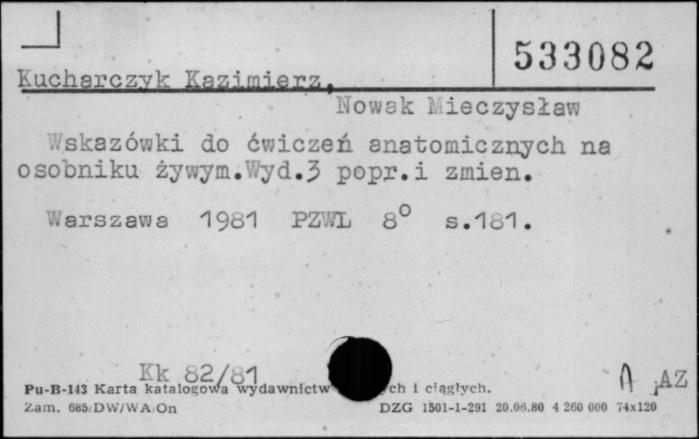 533082
Kucharczyk Kazimierz,
Nowak Mieczysław
Wskazówki do ćwiczeń anatomicznych na
osobniku żywym.Wyd.3 popr.i zmien.
Warszawa 1981 PZWL 8° s.181.
Kk 82/81
A AZ
Pu-B-143 Karta katalogowa wydawnictw ych i ciągłych.
Zam. 685/DW/WA/On DZG 1501-1-291 20.06.80 4 260 000 74x120